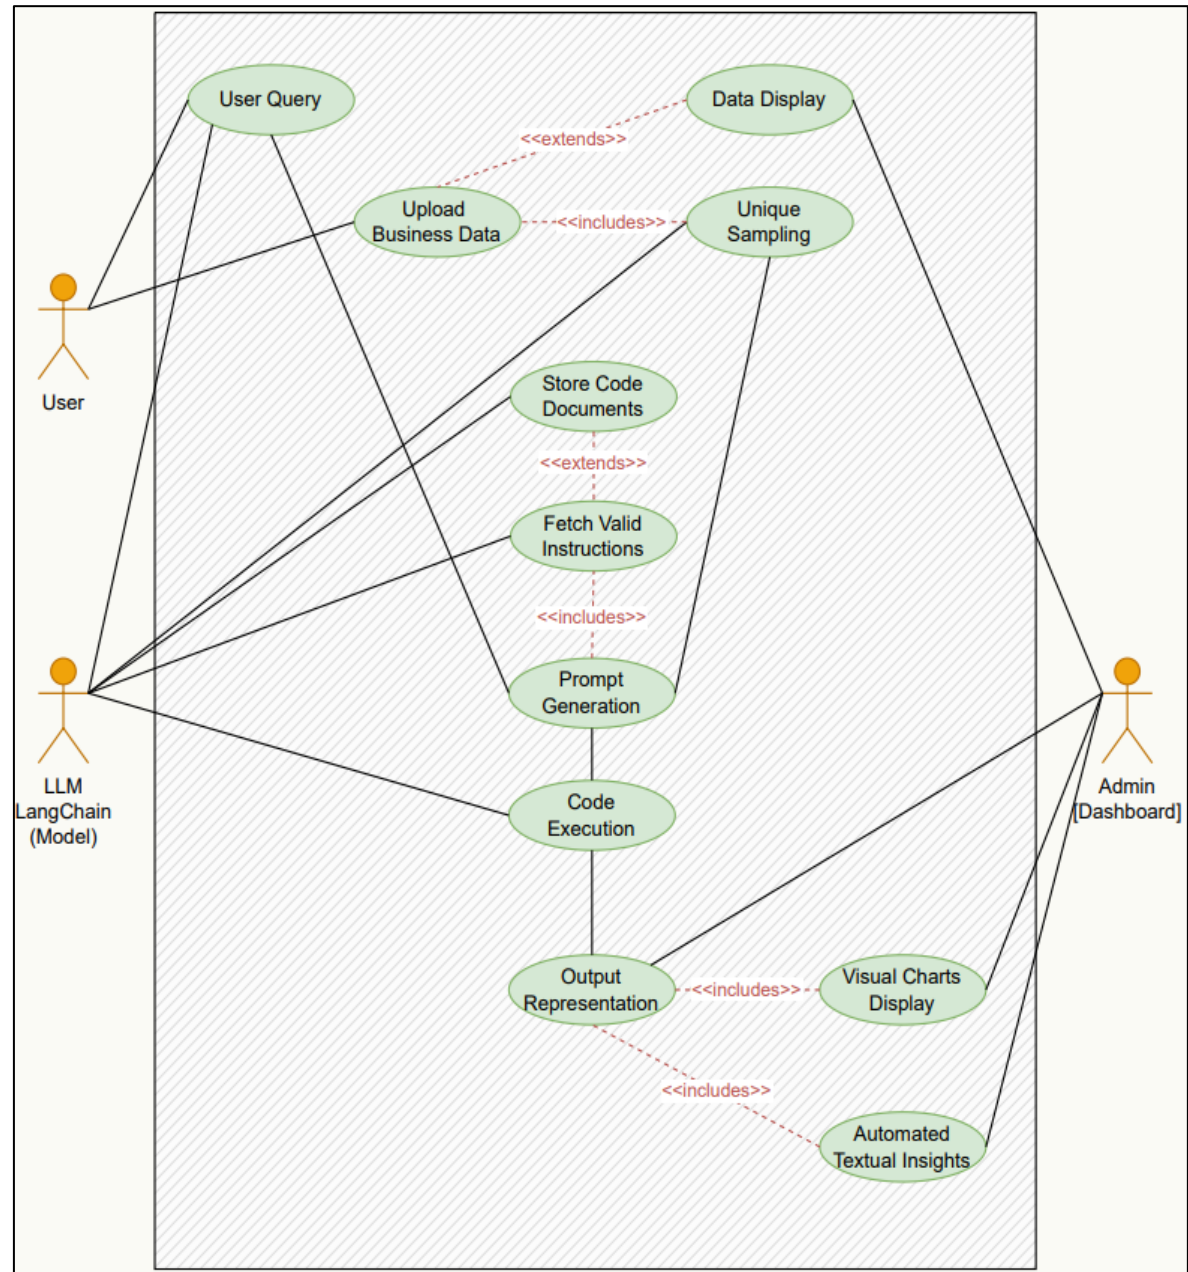 User Query
Data Display
<<extends>>
Upload
Business Data
<<includes>>
Unique
Sampling
User
Store Code
Documents
<<extends>>
Fetch Valid
Instructions
<<includes>>
Prompt
Generation
LLM
LangChain
(Model)
Code
Execution
Admin
[Dashboard]
Output
Representation
<<includes>>
Visual Charts
Display
<<includes>>
Automated
Textual Insights